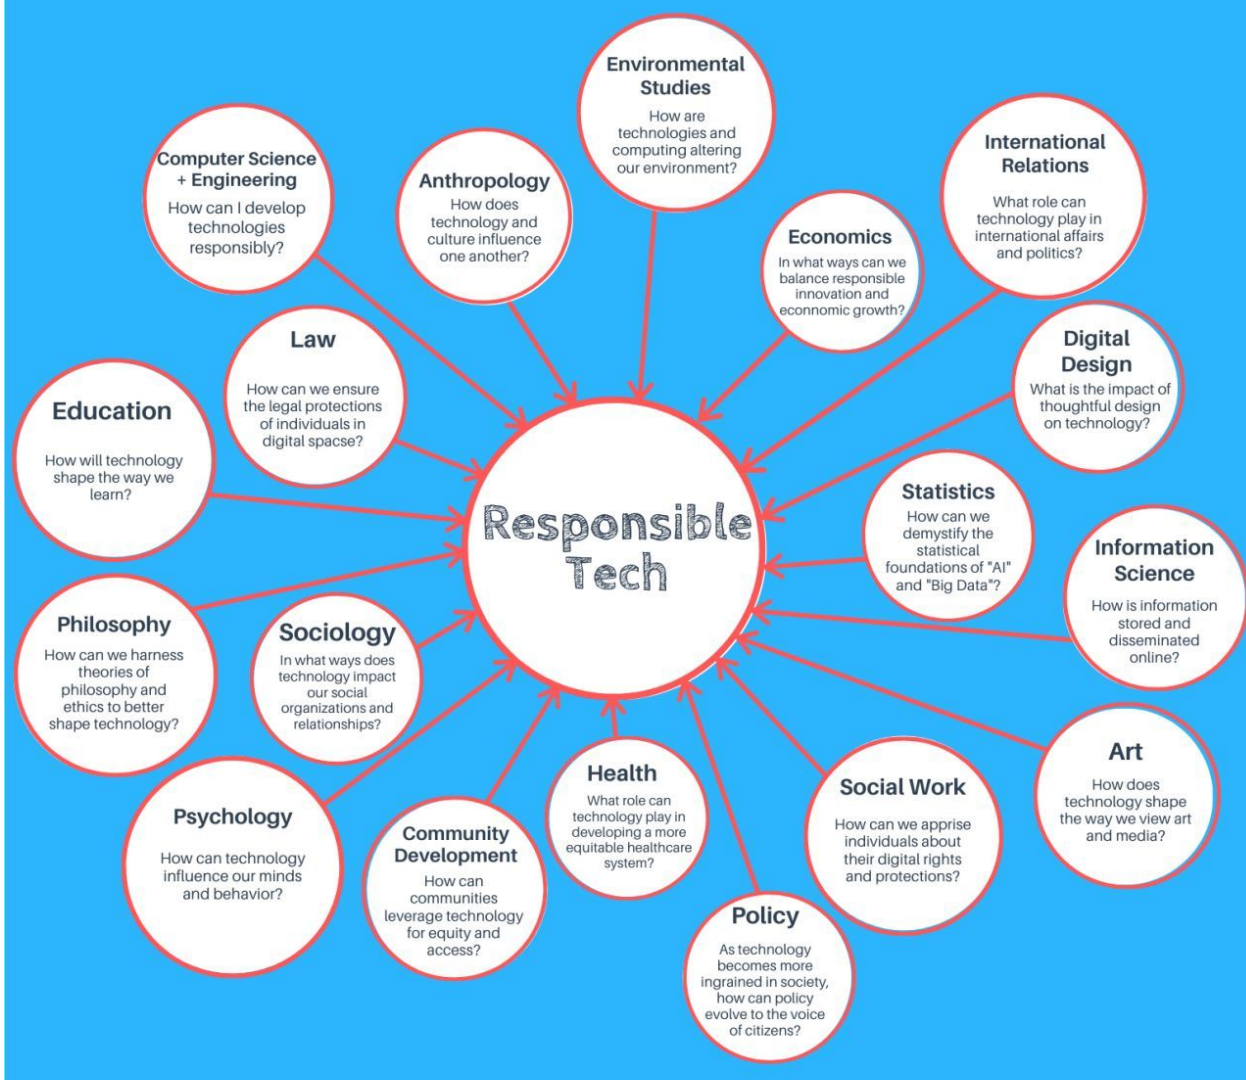 Environmental
Studies
How are
technologies and
computing altering
our environment?
Computer Science
+ Engineering
How can I develop
technologies
responsibly?
Anthropology
How does
technology and
culture influence
one another?
International
Relations
What role can
technology play in
international affairs
and politics?
Economics
In what ways can we
balance responsible
innovation and
econnomic growth?
Law
How can we ensure
the legal protections
of individuals in
digital spacse?
Digital
Design
What is the impact of
thoughtful design
on technology?
Education
How will technology
shape the way we
learn?
Responsible
Tech
Statistics
How can we
demystify the
statistical
foundations of "AI"
and "Big Data"?
Information
Science
How is information
stored and
disseminated
online?
Philosophy
How can we harness
theories of
philosophy and
ethics to better
shape technology?
Sociology
In what ways does
technology impact
our social
organizations and
relationships?
Psychology
How can technology
influence our minds
and behavior?
Community
Development
How can
communities
leverage technology
for equity and
access?
Health
What role can
technology play in
developing a more
equitable healthcare
system?
Policy
As technology
becomes more
ingrained in society,
how can policy
evolve to the voice
of citizens?
Social Work
How can we apprise
individuals about
their digital rights
and protections?
Art
How does
technology shape
the way we view art
and media?